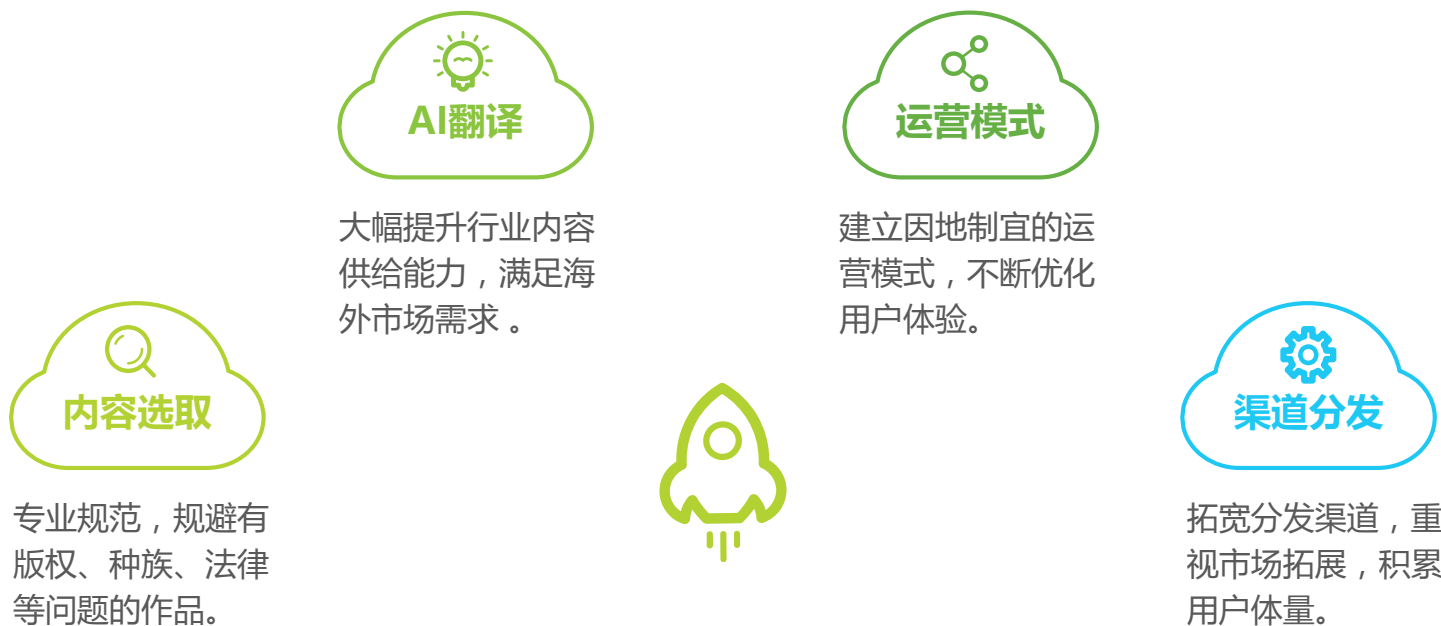 AI翻译
大幅提升行业内容
供给能力，满足海
外市场需求 。
运营模式
建立因地制宜的运
营模式，不断优化
用户体验。
内容选取
专业规范，规避有
版权、种族、法律
等问题的作品。
渠道分发
拓宽分发渠道，重
视市场拓展，积累
用户体量。